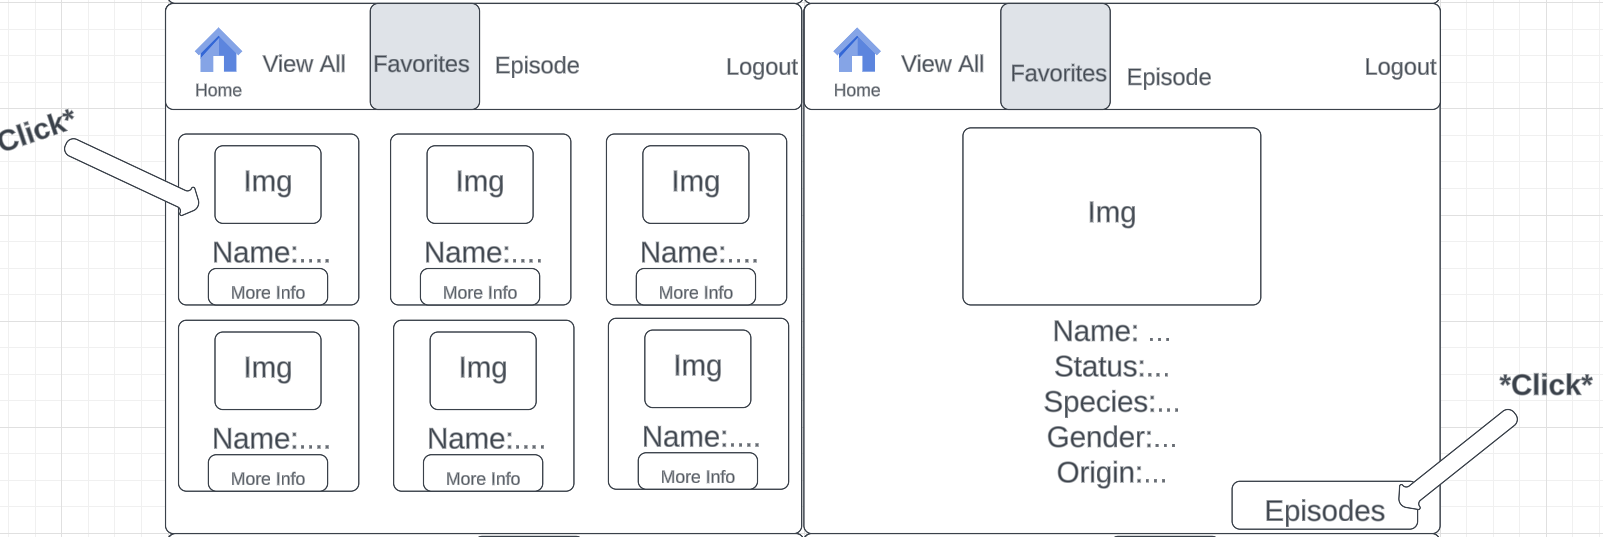 View All
Favorites
Episode
Logout
Home
Click*
Img
Img
Img
Name:....
Name:....
Name:....
More Info
More Info
More Info
Img
Img
Img
Name:....
Name:....
Name:....
More Info
More Info
More Info
View All
Favorites
Episode
Logout
Home
Img
Name: ...
Status:...
Species:...
Gender:...
Origin:...
*Click*
Episodes